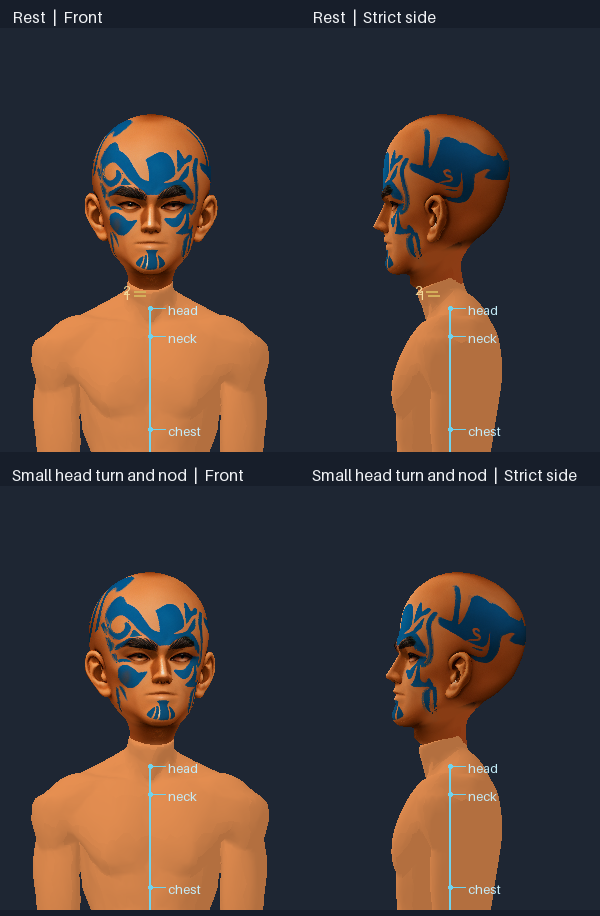 Rest | Front
Rest | Strict side
head
neck
chest
head
neck
chest
Small head turn and nod | Front
Small head turn and nod | Strict side
head
neck
chest
head
neck
chest